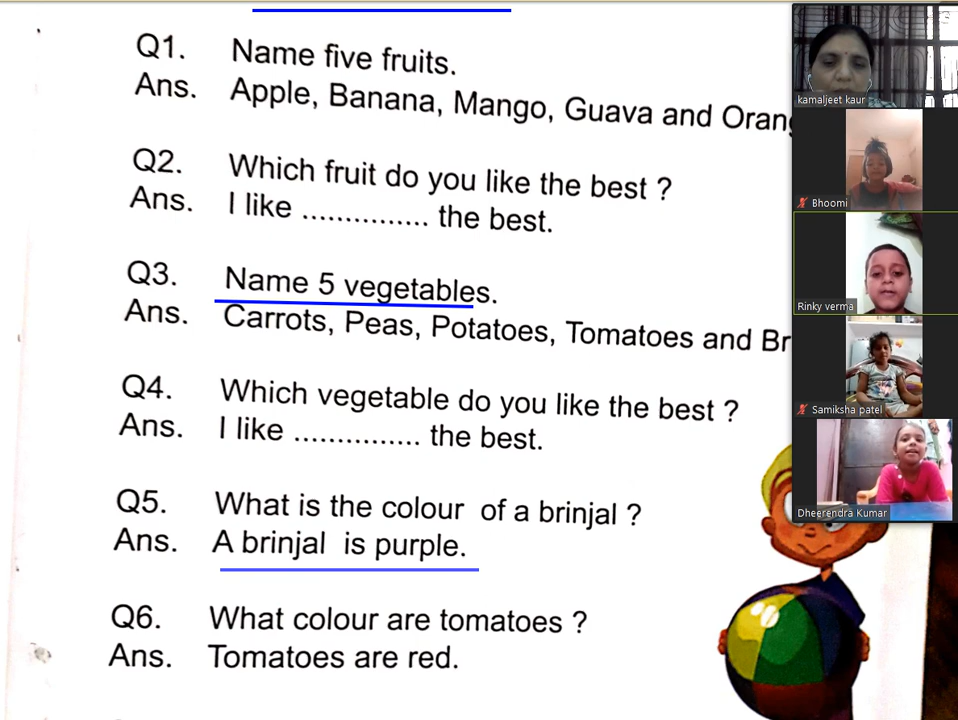 Q1. Name five fruits.
Ans. Apple, Banana, Mango, Guava and
Q2. Which fruit do you like the best ?
Ans. I like ............... the best.
Q3. Name 5 vegetables.
Ans. Carrots, Peas, Potatoes, Tomatoes and
Q4. Which vegetable do you like the best ?
Ans. I like ............... the best.
Q5. What is the colour of a brinjal ?
Ans. A brinjal is purple.
Q6. What colour are tomatoes ?
Ans. Tomatoes are red.
kamaljeet kaur
Bhoomi
Rinky verma
Samiksha patel
Dheerendra Kumar